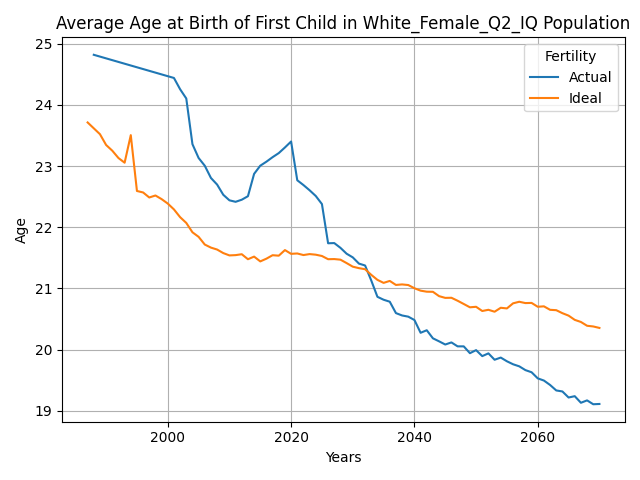 Average Age at Birth of First Child in White_Female_Q2_IQ Population
25
24
23
22
21
20
19
Age
2000
2020
2040
2060
Years
Fertility
Actual
Ideal